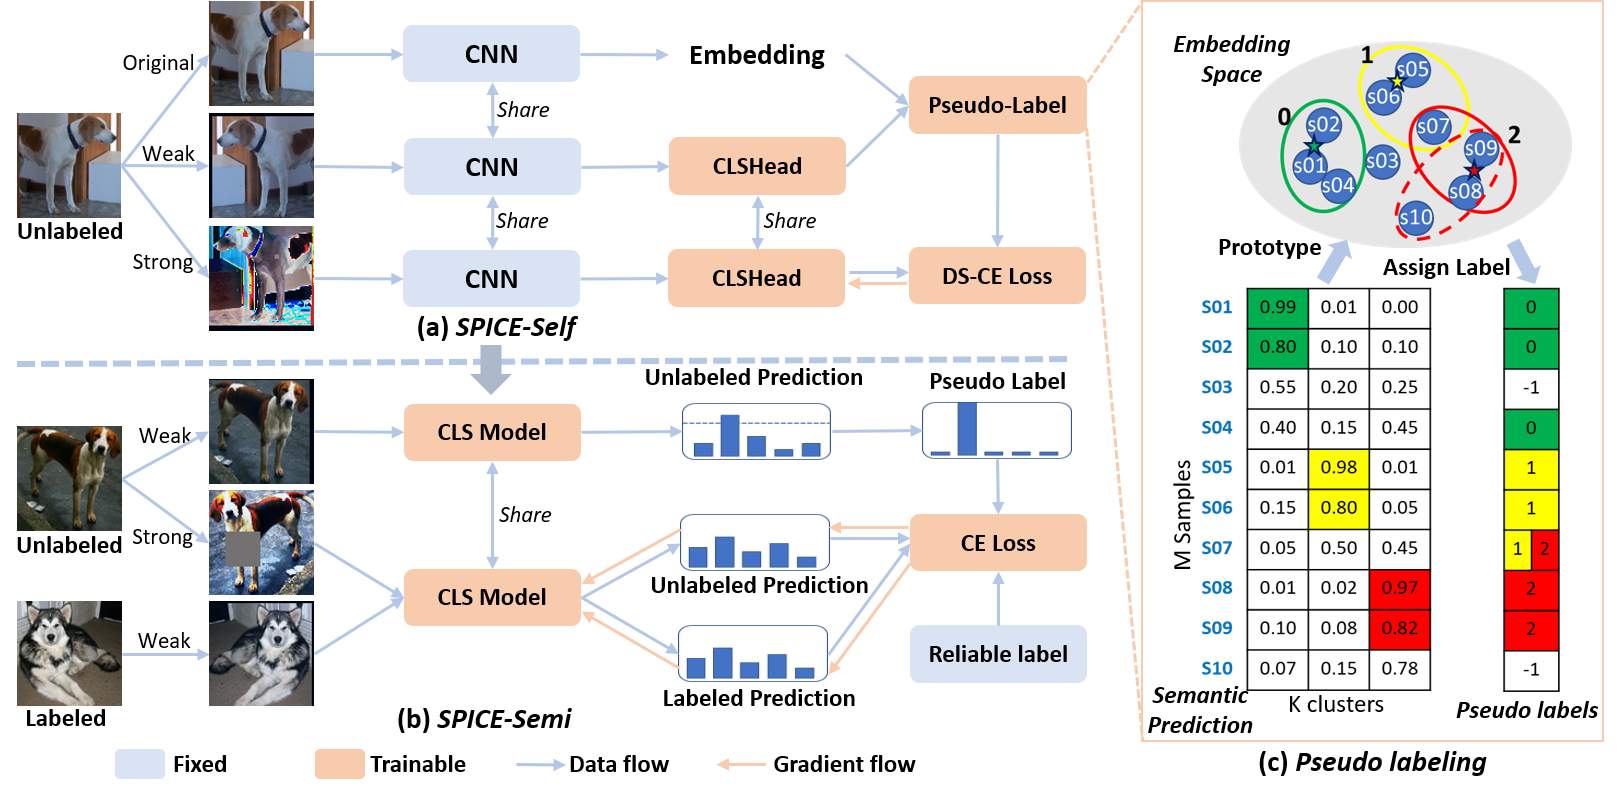 Original
Weak
Strong
Unlabeled
CNN
Share
CNN
Share
CNN
Embedding
CLSHead
Share
CLSHead
Pseudo-Label
DS-CE Loss
(a) SPICE-Self
Weak
Strong
Unlabeled
Weak
Labeled
CLS Model
Share
CLS Model
Unlabeled Prediction
Pseudo Label
Unlabeled Prediction
Labeled Prediction
CE Loss
Reliable label
(b) SPICE-Semi
Fixed
Trainable
Data flow
Gradient flow
Embedding
Space
0
1
2
s05
s06
s02
s01
s04
s03
s07
s09
s08
s10
Prototype
Assign Label
S01 0.99 0.01 0.00 0
S02 0.80 0.10 0.10 0
S03 0.55 0.20 0.25 -1
S04 0.40 0.15 0.45 0
S05 0.01 0.98 0.01 1
S06 0.15 0.80 0.05 1
S07 0.05 0.50 0.45 1 2
S08 0.01 0.02 0.97 2
S09 0.10 0.08 0.82 2
S10 0.07 0.15 0.78 -1
M Samples
Semantic
Prediction
K clusters
Pseudo labels
(c) Pseudo labeling